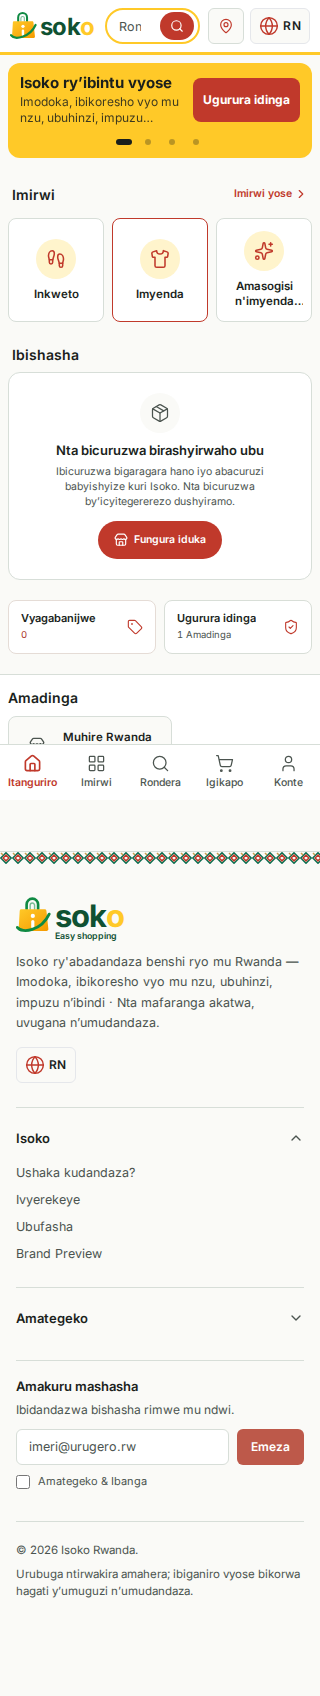 soko
Ron
RN
Isoko ry’ibintu vyose
Imodoka, ibikoresho vyo mu
nzu, ubuhinzi, impuzu...
Ugurura idinga
Imirwi
Imirwi yose
Inkweto
Imyenda
Amasogisi
n'imyenda...
Ibishasha
Nta bicuruzwa birashyirwaho ubu
Ibicuruzwa bigaragara hano iyo abacuruzi
babyishyize kuri Isoko. Nta bicuruzwa
by’icyitegererezo dushyiramo.
Fungura iduka
Vyagabanijwe
0
Ugurura idinga
1 Amadinga
Amadinga
Muhire Rwanda
Itanguriro
Imirwi
Rondera
Igikapo
Konte
soko
Easy shopping
Isoko ry'abadandaza benshi ryo mu Rwanda —
Imodoka, ibikoresho vyo mu nzu, ubuhinzi,
impuzu n’ibindi · Nta mafaranga akatwa,
uvugana n’umudandaza.
RN
Isoko
Ushaka kudandaza?
Ivyerekeye
Ubufasha
Brand Preview
Amategeko
Amakuru mashasha
Ibidandazwa bishasha rimwe mu ndwi.
imeri@urugero.rw
Emeza
Amategeko & Ibanga
© 2026 Isoko Rwanda.
Urubuga ntirwakira amahera; ibiganiro vyose bikorwa
hagati y’umuguzi n’umudandaza.